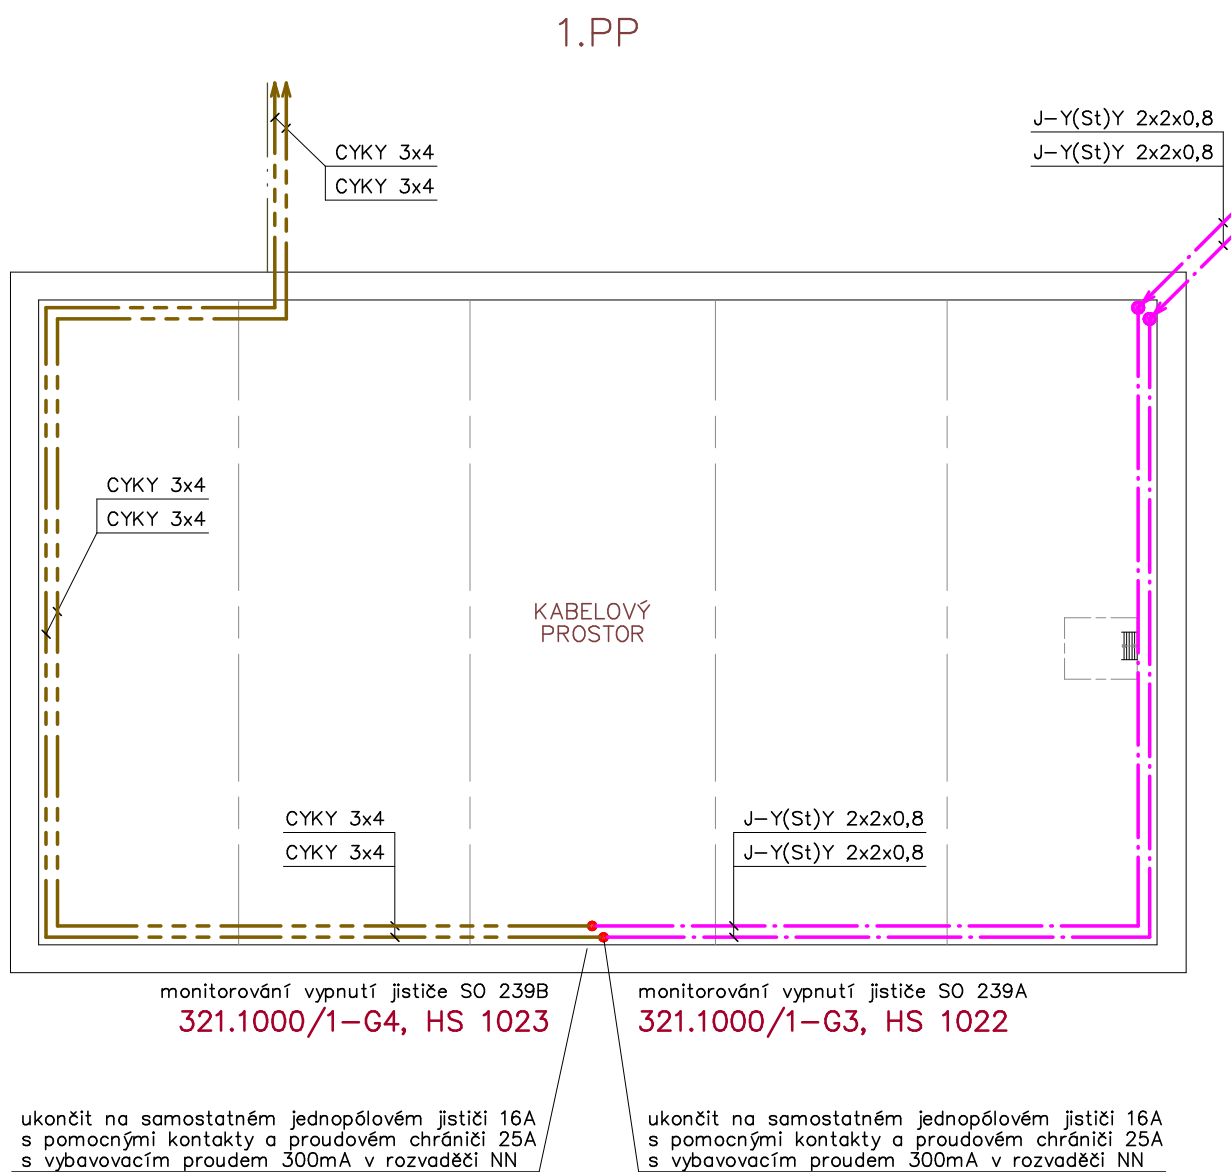 1.PP
CYKY 3x4
CYKY 3x4
J-Y(St)Y 2x2x0,8
J-Y(St)Y 2x2x0,8
CYKY 3x4
CYKY 3x4
KABELOVÝ
PROSTOR
CYKY 3x4
CYKY 3x4
J-Y(St)Y 2x2x0,8
J-Y(St)Y 2x2x0,8
monitorování vypnutí jističe SO 239B
321.1000/1-G4, HS 1023
monitorování vypnutí jističe SO 239A
321.1000/1-G3, HS 1022
ukončit na samostatném jednopólovém jističi 16A
s pomocnými kontakty a proudovém chrániči 25A
s vybavovacím proudem 300mA v rozvaděči NN
ukončit na samostatném jednopólovém jističi 16A
s pomocnými kontakty a proudovém chrániči 25A
s vybavovacím proudem 300mA v rozvaděči NN